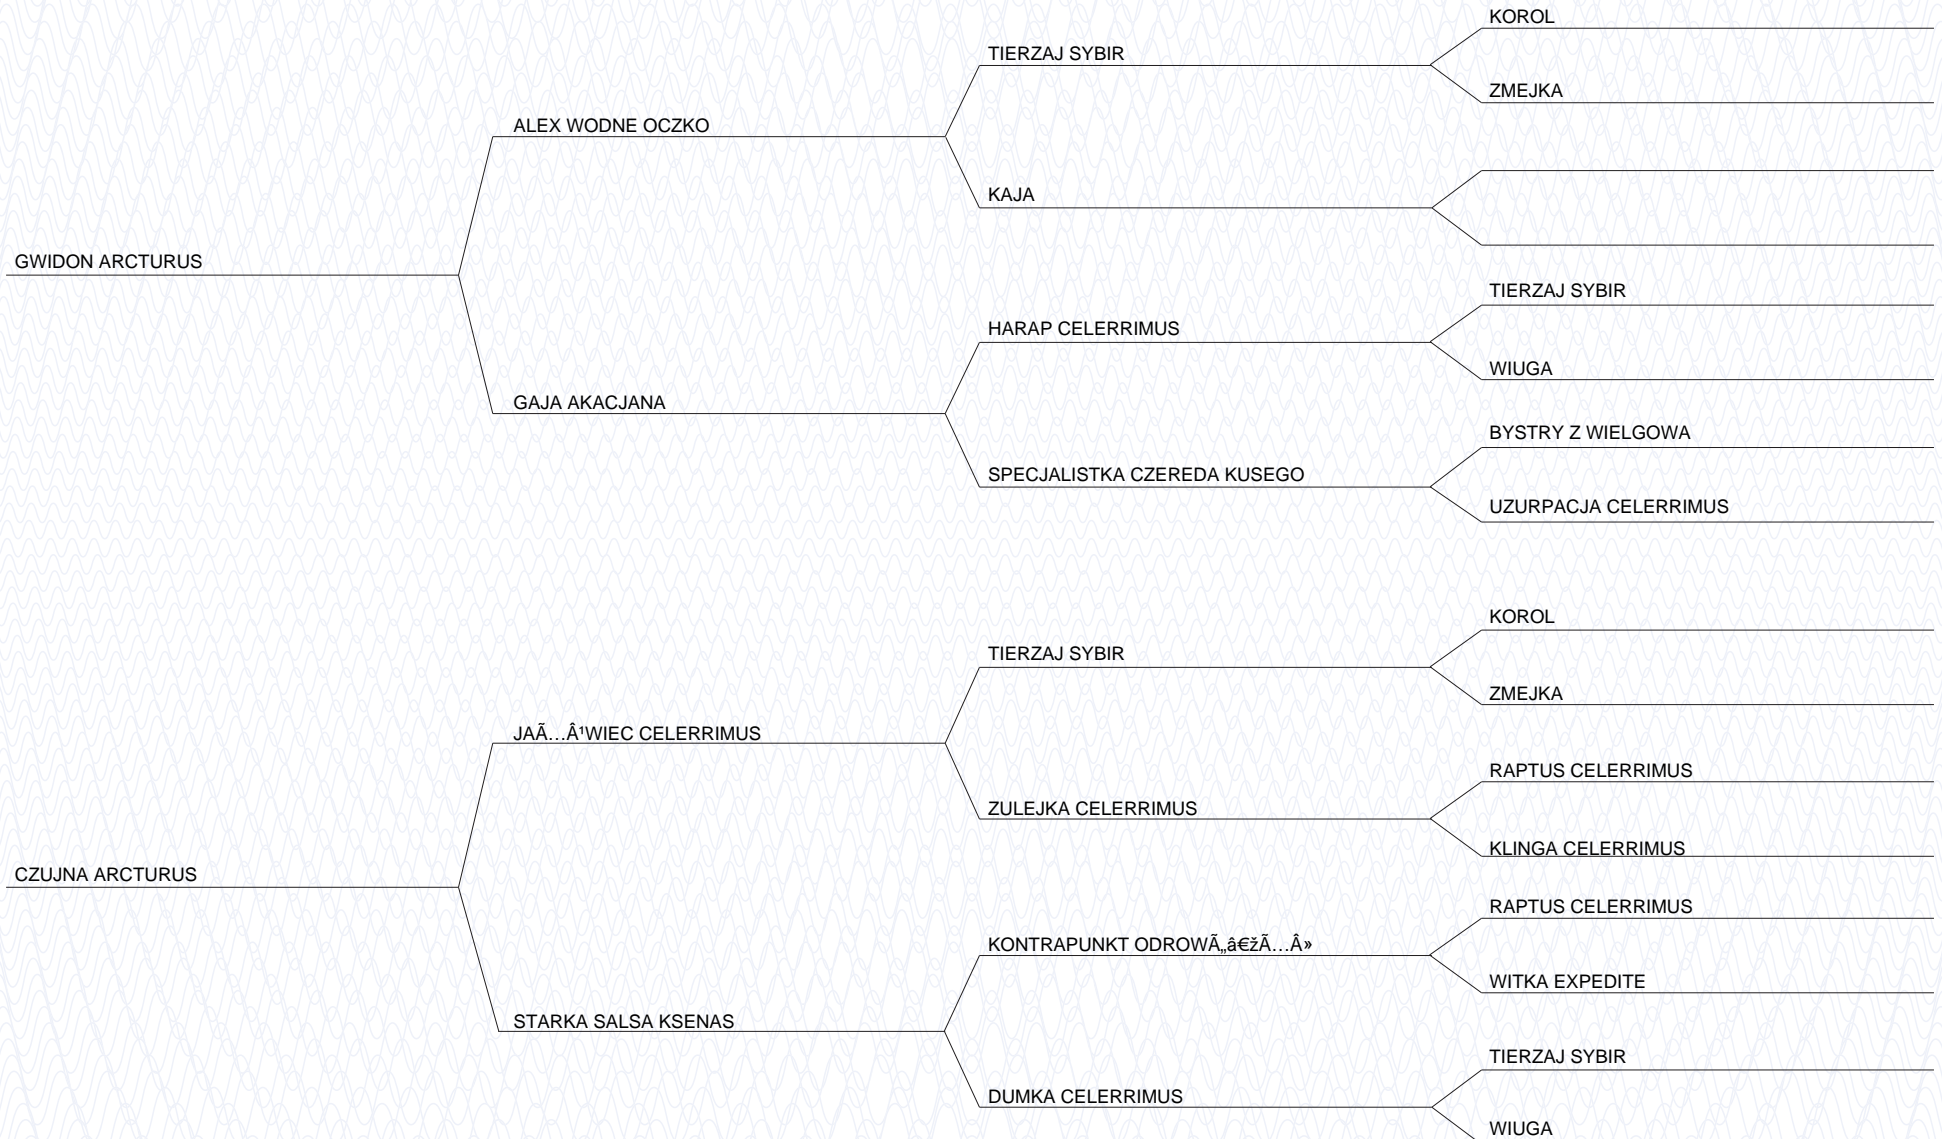 KOROL
TIERZAJ SYBIR
ZMEJKA
ALEX WODNE OCZKO
KAJA
GWIDON ARCTURUS
TIERZAJ SYBIR
HARAP CELERRIMUS
WIUGA
GAJA AKACJANA
BYSTRY Z WIELGOWA
SPECJALISTKA CZEREDA KUSEGO
UZURPACJA CELERRIMUS
KOROL
TIERZAJ SYBIR
ZMEJKA
JAÃ…Â¹WIEC CELERRIMUS
RAPTUS CELERRIMUS
ZULEJKA CELERRIMUS
KLINGA CELERRIMUS
CZUJNA ARCTURUS
RAPTUS CELERRIMUS
KONTRAPUNKT ODROWÃ„â€žÃ…Â»
WITKA EXPEDITE
STARKA SALSA KSENAS
TIERZAJ SYBIR
DUMKA CELERRIMUS
WIUGA